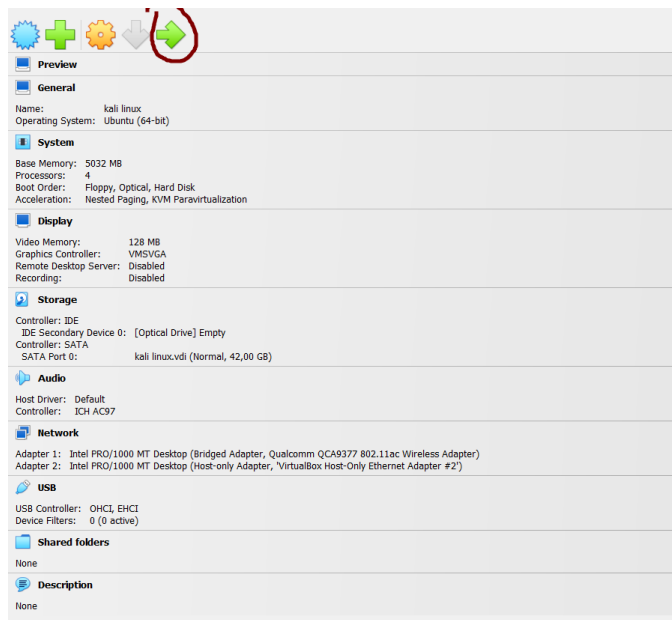 Preview
General
Name: kali linux
Operating System: Ubuntu (64-bit)
System
Base Memory: 5032 MB
Processors: 4
Boot Order: Floppy, Optical, Hard Disk
Acceleration: Nested Paging, KVM Paravirtualization
Display
Video Memory: 128 MB
Graphics Controller: VMSVGA
Remote Desktop Server: Disabled
Recording: Disabled
Storage
Controller: IDE
IDE Secondary Device 0: [Optical Drive] Empty
Controller: SATA
SATA Port 0: kali linux.vdi (Normal, 42,00 GB)
Audio
Host Driver: Default
Controller: ICH AC97
Network
Adapter 1: Intel PRO/1000 MT Desktop (Bridged Adapter, Qualcomm QCA9377 802.11ac Wireless Adapter)
Adapter 2: Intel PRO/1000 MT Desktop (Host-only Adapter, 'VirtualBox Host-Only Ethernet Adapter #2')
USB
USB Controller: OHCI, EHCI
Device Filters: 0 (0 active)
Shared folders
None
Description
None